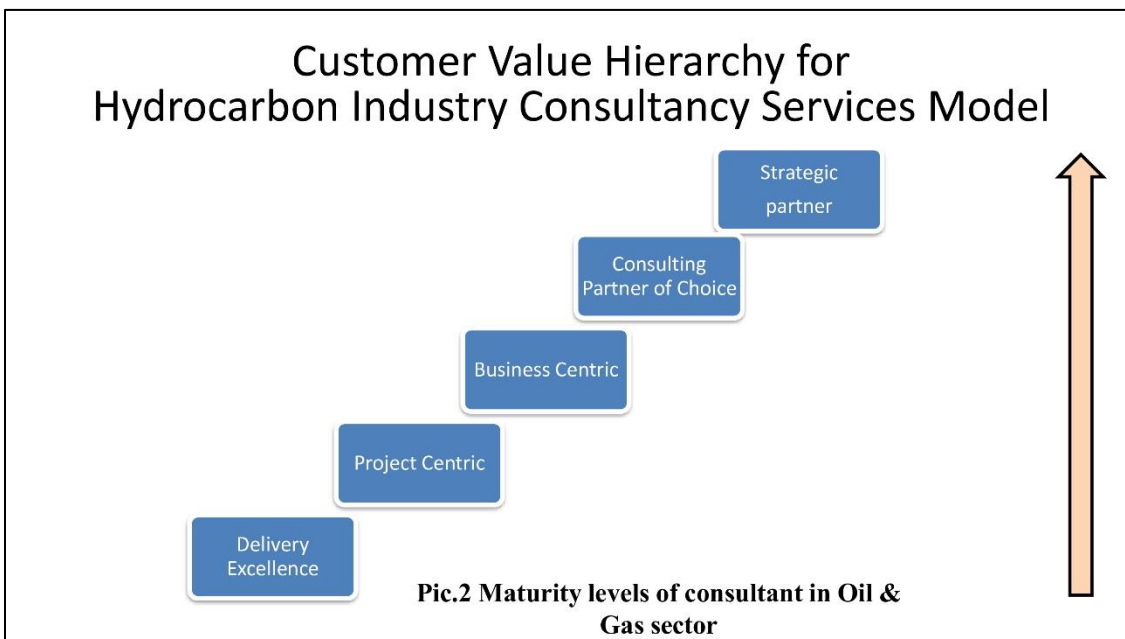 Customer Value Hierarchy for
Hydrocarbon Industry Consultancy Services Model
Strategic
partner
Consulting
Partner of Choice
Business Centric
Project Centric
Delivery
Excellence
Pic.2 Maturity levels of consultant in Oil &
Gas sector